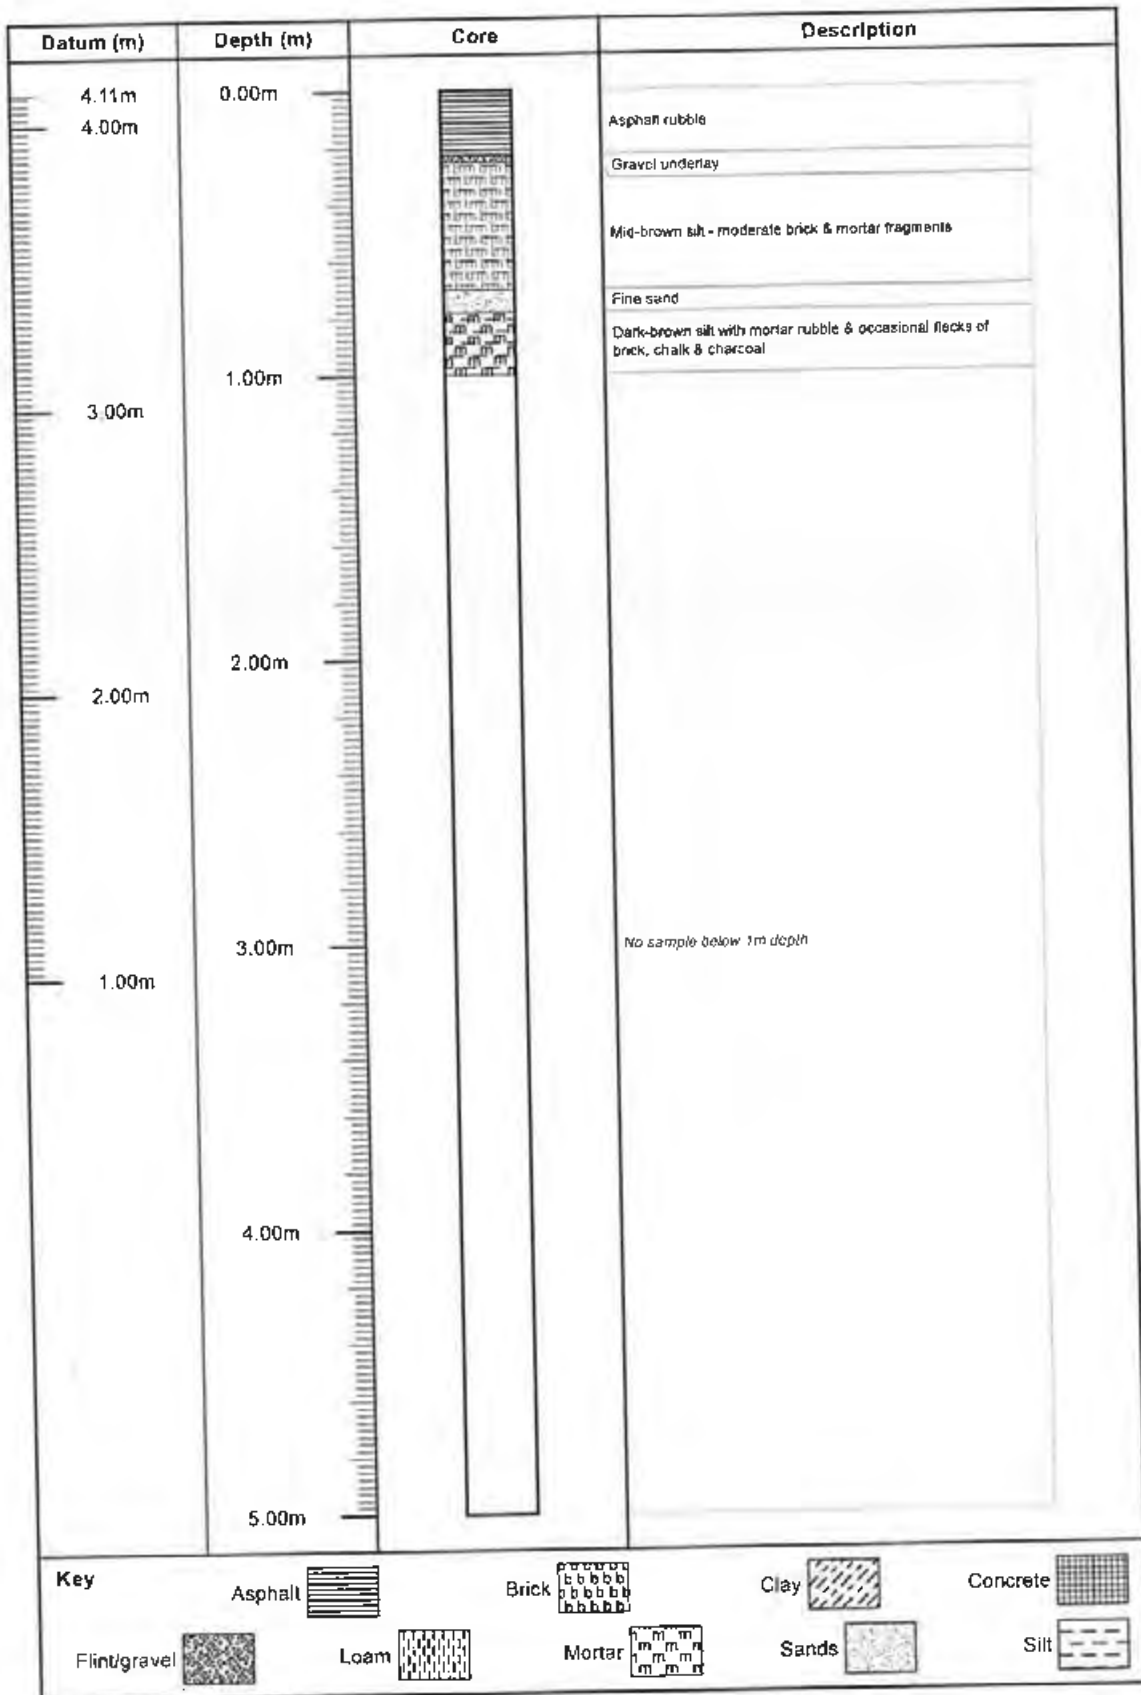 Datum (m) Depth (m) Core Description
4.11m 0.00m
4.00m
Asphalt rubble
Gravel underlay
Mid-brown silt - moderate brick & mortar fragments
Fine sand
Dark-brown silt with mortar rubble & occasional flecks of
brick, chalk & charcoal
1.00m
3.00m
2.00m
2.00m
No sample below 1m depth
3.00m
1.00m
4.00m
5.00m
Key
Asphalt Brick Clay Concrete
Flint/gravel Loam Mortar Sands Silt